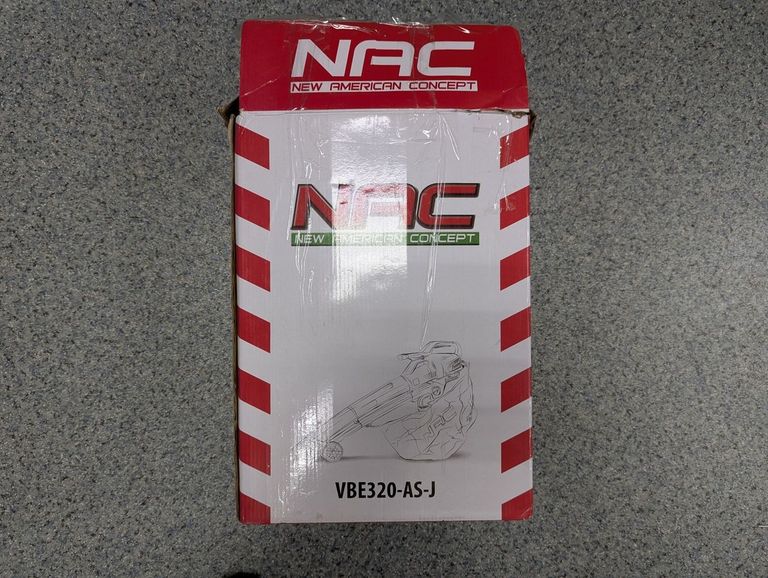 NAC
NEW AMERICAN CONCEPT
NAC
NEW AMERICAN CONCEPT
VBE320-AS-J